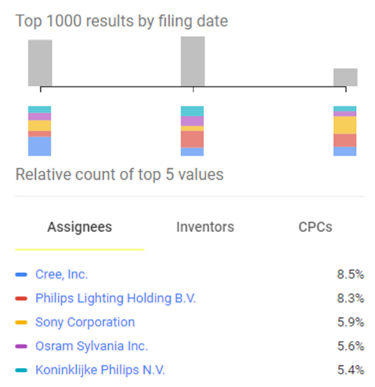 Top 1000 results by filing date
Relative count of top 5 values
Assignees Inventors CPCs
Cree, Inc. 8.5%
Philips Lighting Holding B.V. 8.3%
Sony Corporation 5.9%
Osram Sylvania Inc. 5.6%
Koninklijke Philips N.V. 5.4%